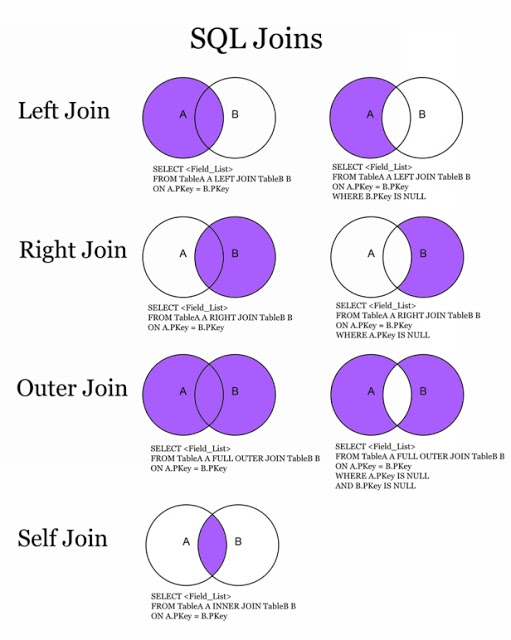 SQL Joins
Left Join
A
B
SELECT <Field_List>
FROM TableA A LEFT JOIN TableB B
ON A.PKey = B.PKey
A
B
SELECT <Field_List>
FROM TableA A LEFT JOIN TableB B
ON A.PKey = B.PKey
WHERE B.PKey IS NULL
Right Join
A
B
SELECT <Field_List>
FROM TableA A RIGHT JOIN TableB B
ON A.PKey = B.PKey
A
B
SELECT <Field_List>
FROM TableA A RIGHT JOIN TableB B
ON A.PKey = B.PKey
WHERE A.PKey IS NULL
Outer Join
A
B
SELECT <Field_List>
FROM TableA A FULL OUTER JOIN TableB B
ON A.PKey = B.PKey
A
B
SELECT <Field_List>
FROM TableA A FULL OUTER JOIN TableB B
ON A.PKey = B.PKey
WHERE A.PKey IS NULL
AND B.PKey IS NULL
Self Join
A
B
SELECT <Field_List>
FROM TableA A INNER JOIN TableB B
ON A.PKey = B.PKey